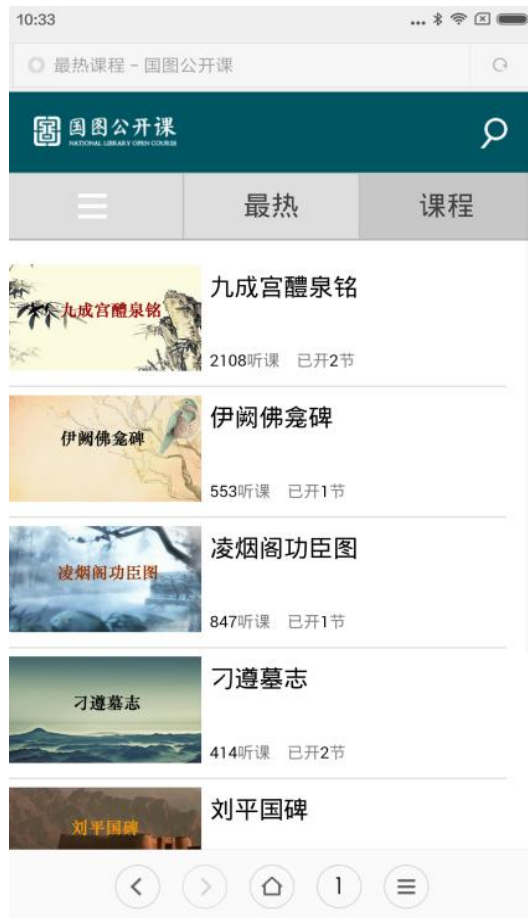 10:33
最热课程 - 国图公开课
国图公开课
NATIONAL LIBRARY OPEN COURSE
最热
课程
九成宫醴泉铭
九成宫醴泉铭
2108听课 已开2节
伊阙佛龛碑
伊阙佛龛碑
553听课 已开1节
凌烟阁功臣图
凌烟阁功臣图
847听课 已开1节
刁遵墓志
刁遵墓志
414听课 已开2节
刘平国碑
刘平国碑
1